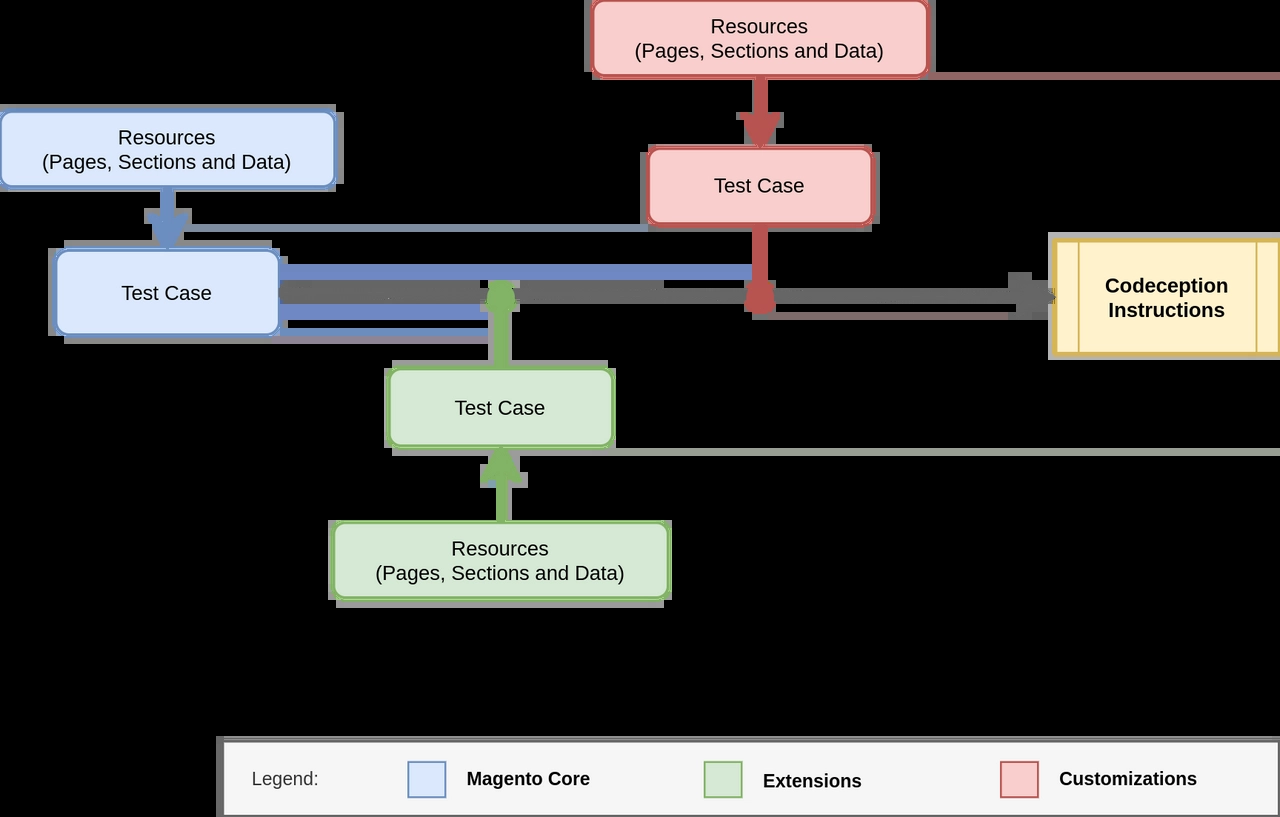 Resources
(Pages, Sections and Data)
Resources
(Pages, Sections and Data)
Test Case
Test Case
Codeception
Instructions
Test Case
Resources
(Pages, Sections and Data)
Legend:
Magento Core
Extensions
Customizations